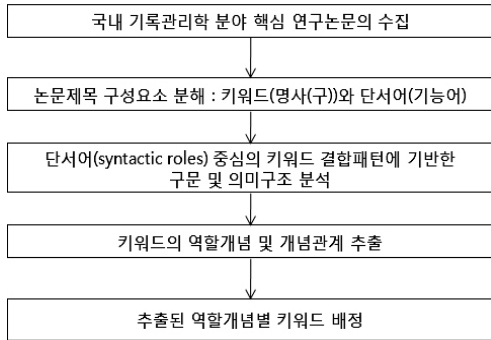 국내 기록관리학 분야 핵심 연구논문의 수집
논문제목 구성요소 분해 : 키워드(명사(구))와 단서어(기능어)
단서어(syntactic roles) 중심의 키워드 결합패턴에 기반한
구문 및 의미구조 분석
키워드의 역할개념 및 개념관계 추출
추출된 역할개념별 키워드 배정